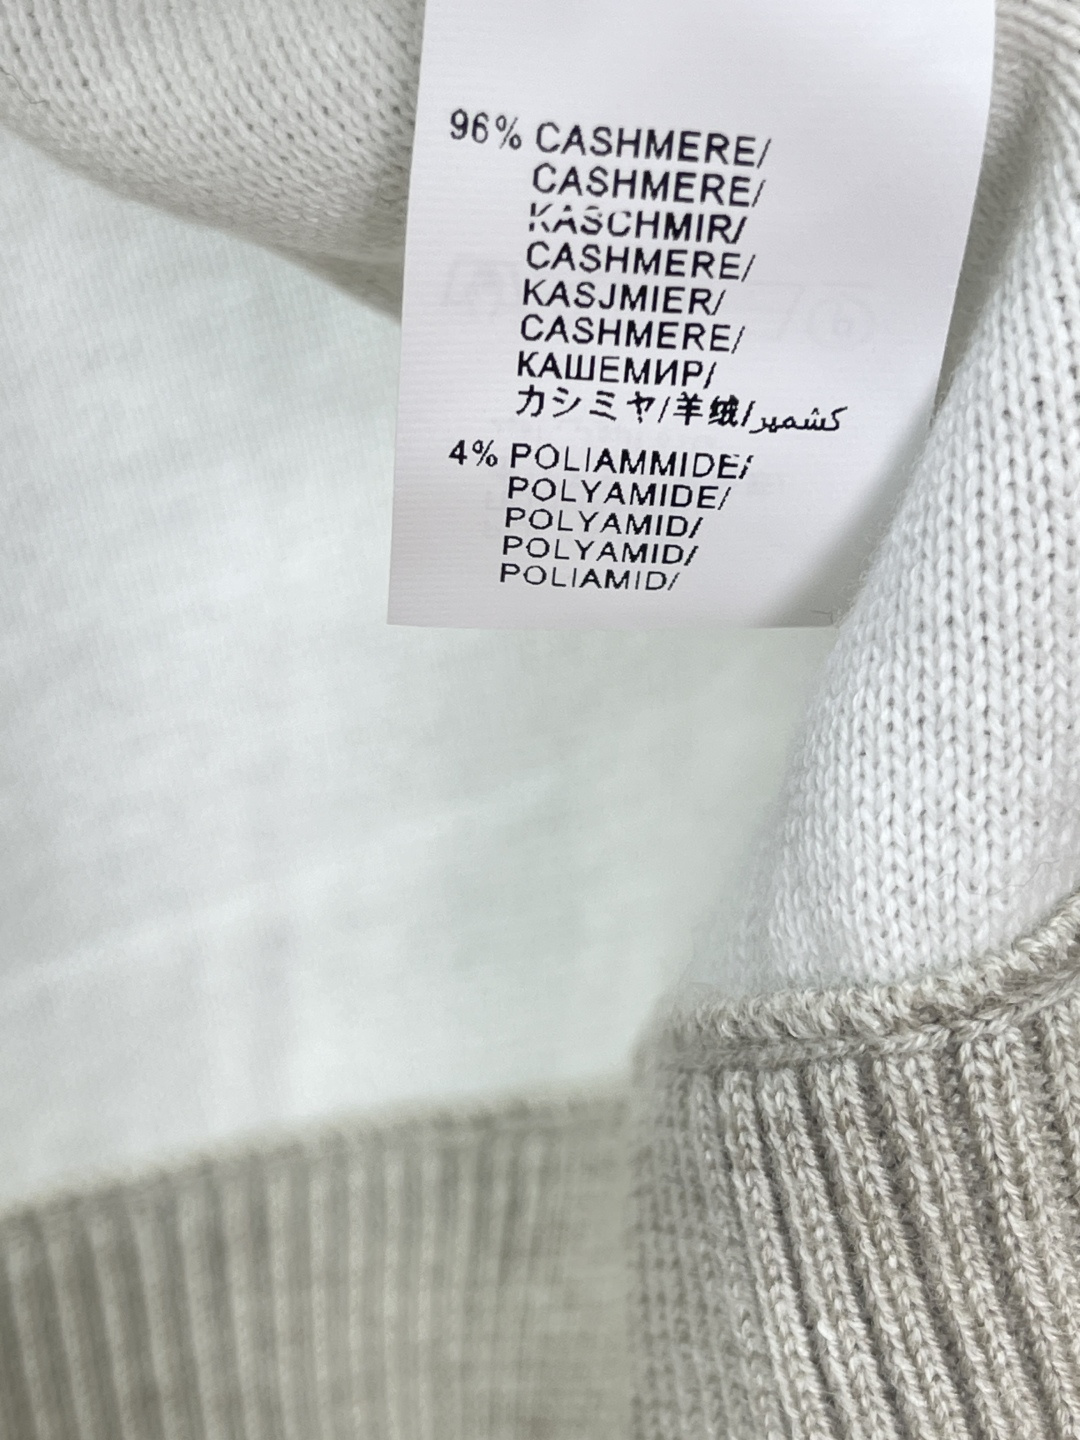 96% CASHMERE/
CASHMERE/
KASCHMIR/
CASHMERE/
KASJMIER/
CASHMERE/
КАШЕМИР/
カシミヤ/羊绒/كشمير
4% POLIAMMIDE/
POLYAMIDE/
POLYAMID/
POLYAMID/
POLIAMID/